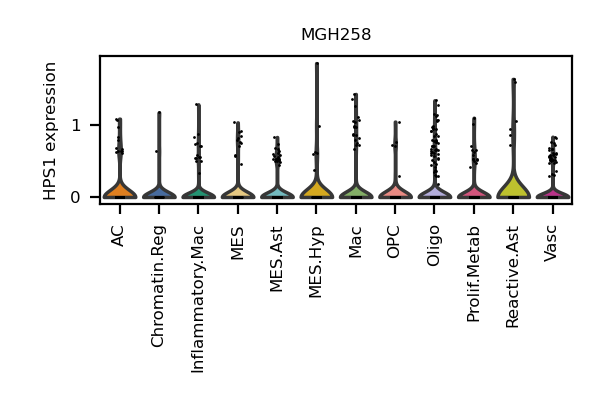 MGH258
HPS1 expression
1
0
AC
Chromatin.Reg
Inflammatory.Mac
MES
MES.Ast
MES.Hyp
Mac
OPC
Oligo
Prolif.Metab
Reactive.Ast
Vasc